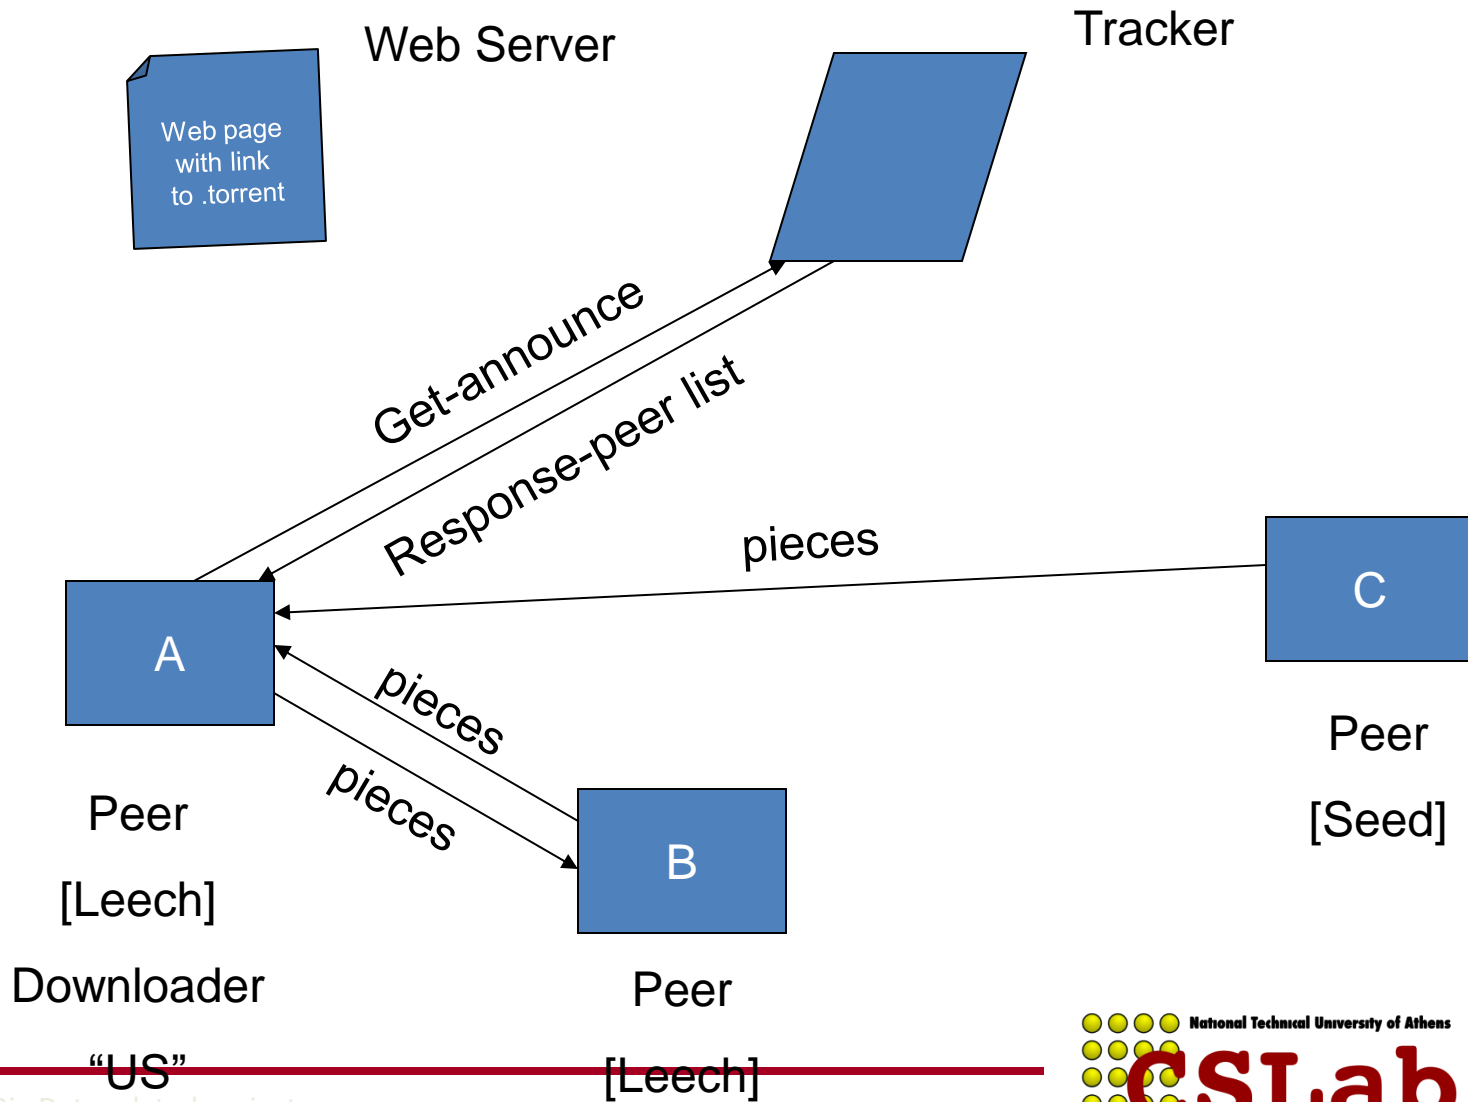 Web Server
Tracker
Web page
with link
to .torrent
Get-announce
Response-peer list
pieces
A
C
pieces
pieces
B
Peer
[Seed]
Peer
[Leech]
Downloader
“US”
Peer
[Leech]
National Technical University of Athens
CSLab